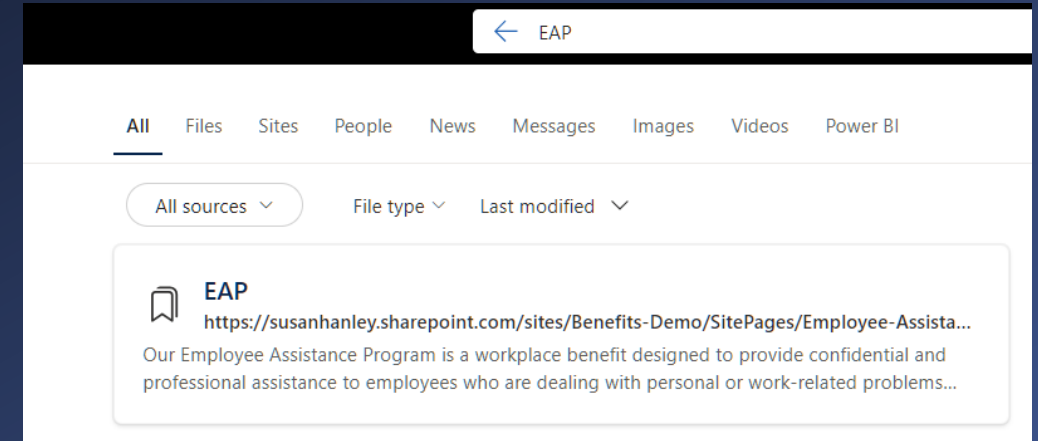 EAP
All Files Sites People News Messages Images Videos Power BI
All sources File type Last modified
EAP
https://susanhanley.sharepoint.com/sites/Benefits-Demo/SitePages/Employee-Assista...
Our Employee Assistance Program is a workplace benefit designed to provide confidential and
professional assistance to employees who are dealing with personal or work-related problems...